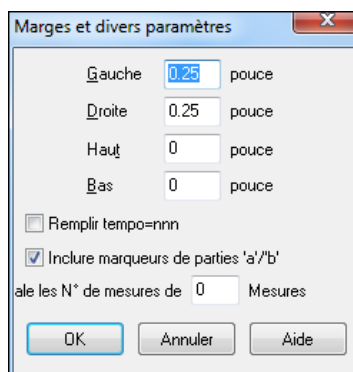 Marges et divers paramètres
Gauche 0.25 pouce
Droite 0.25 pouce
Haut 0 pouce
Bas 0 pouce
Remplir tempo=nnn
Inclure marqueurs de parties 'a'/'b'
ale les N° de mesures de 0 Mesures
OK Annuler Aide